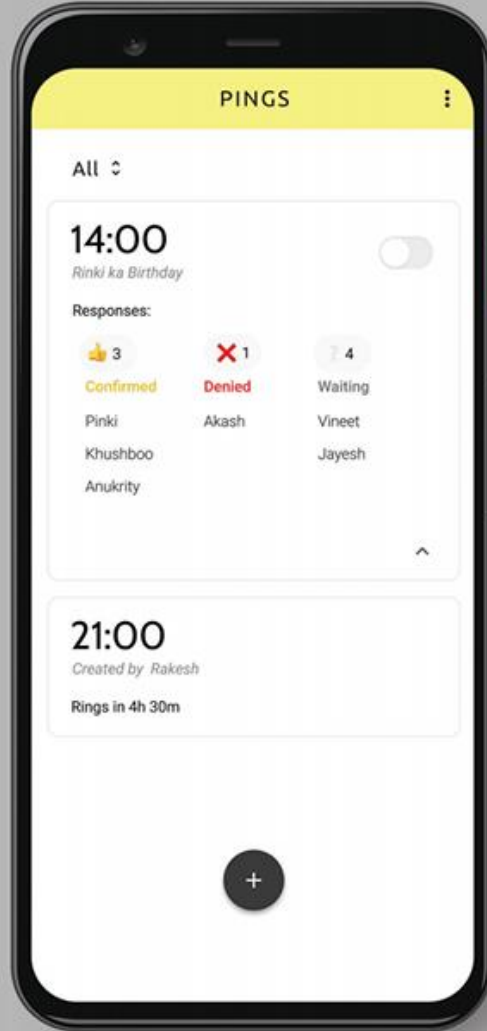 PINGS
All
14:00
Rinki ka Birthday
Responses:
👍 3 ❌ 1 ❔ 4
Confirmed Denied Waiting
Pinki Akash Vineet
Khushboo Jayesh
Anukrity
21:00
Created by Rakesh
Rings in 4h 30m
+